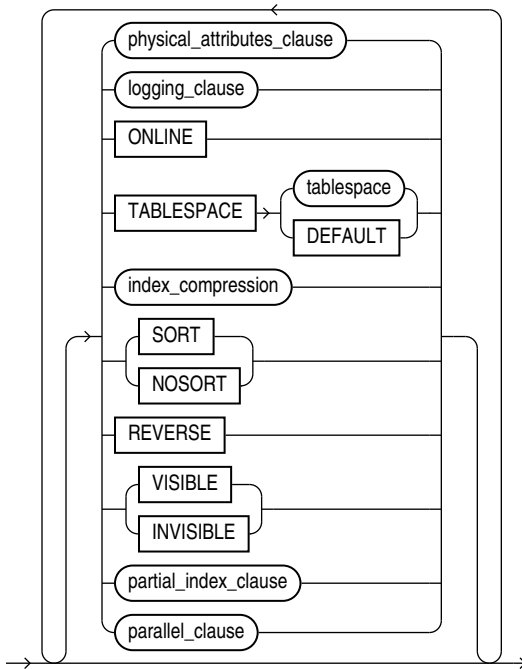 physical_attributes_clause
logging_clause
ONLINE
tablespace
TABLESPACE
DEFAULT
index_compression
SORT
NOSORT
REVERSE
VISIBLE
INVISIBLE
partial_index_clause
parallel_clause